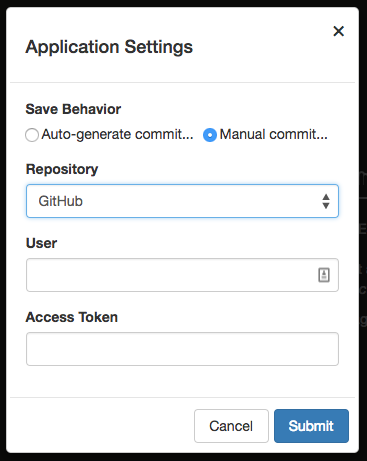 Application Settings
Save Behavior
Auto-generate commit... Manual commit...
Repository
GitHub
User
Access Token
Cancel Submit